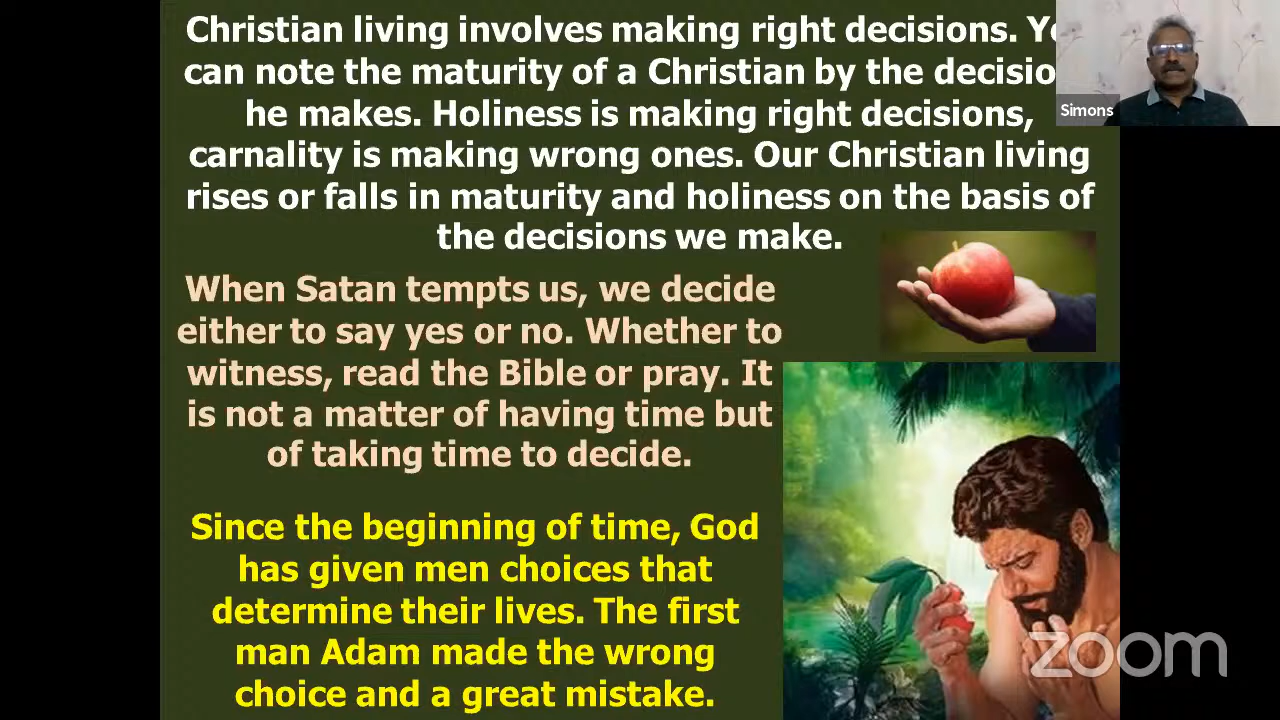 Christian living involves making right decisions.
can note the maturity of a Christian by the
he makes. Holiness is making right decisions,
carnality is making wrong ones. Our Christian living
rises or falls in maturity and holiness on the basis of
the decisions we make.
When Satan tempts us, we decide
either to say yes or no. Whether to
witness, read the Bible or pray. It
is not a matter of having time but
of taking time to decide.
Since the beginning of time, God
has given men choices that
determine their lives. The first
man Adam made the wrong
choice and a great mistake.
Simons
zoom